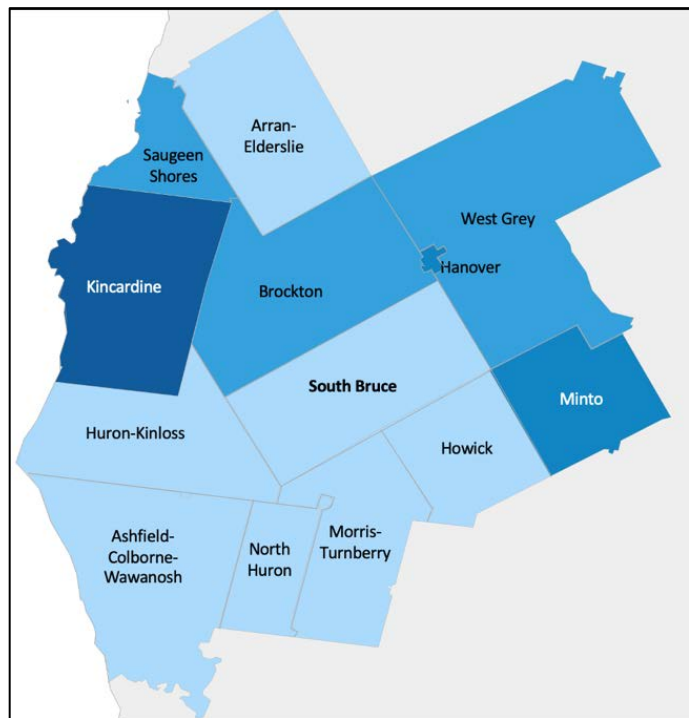 Arran-
Elderslie
Saugeen
Shores
West Grey
Hanover
Kincardine
Brockton
South Bruce
Minto
Huron-Kinloss
Howick
Ashfield-
Colborne-
Wawanosh
North
Huron
Morris-
Turnberry